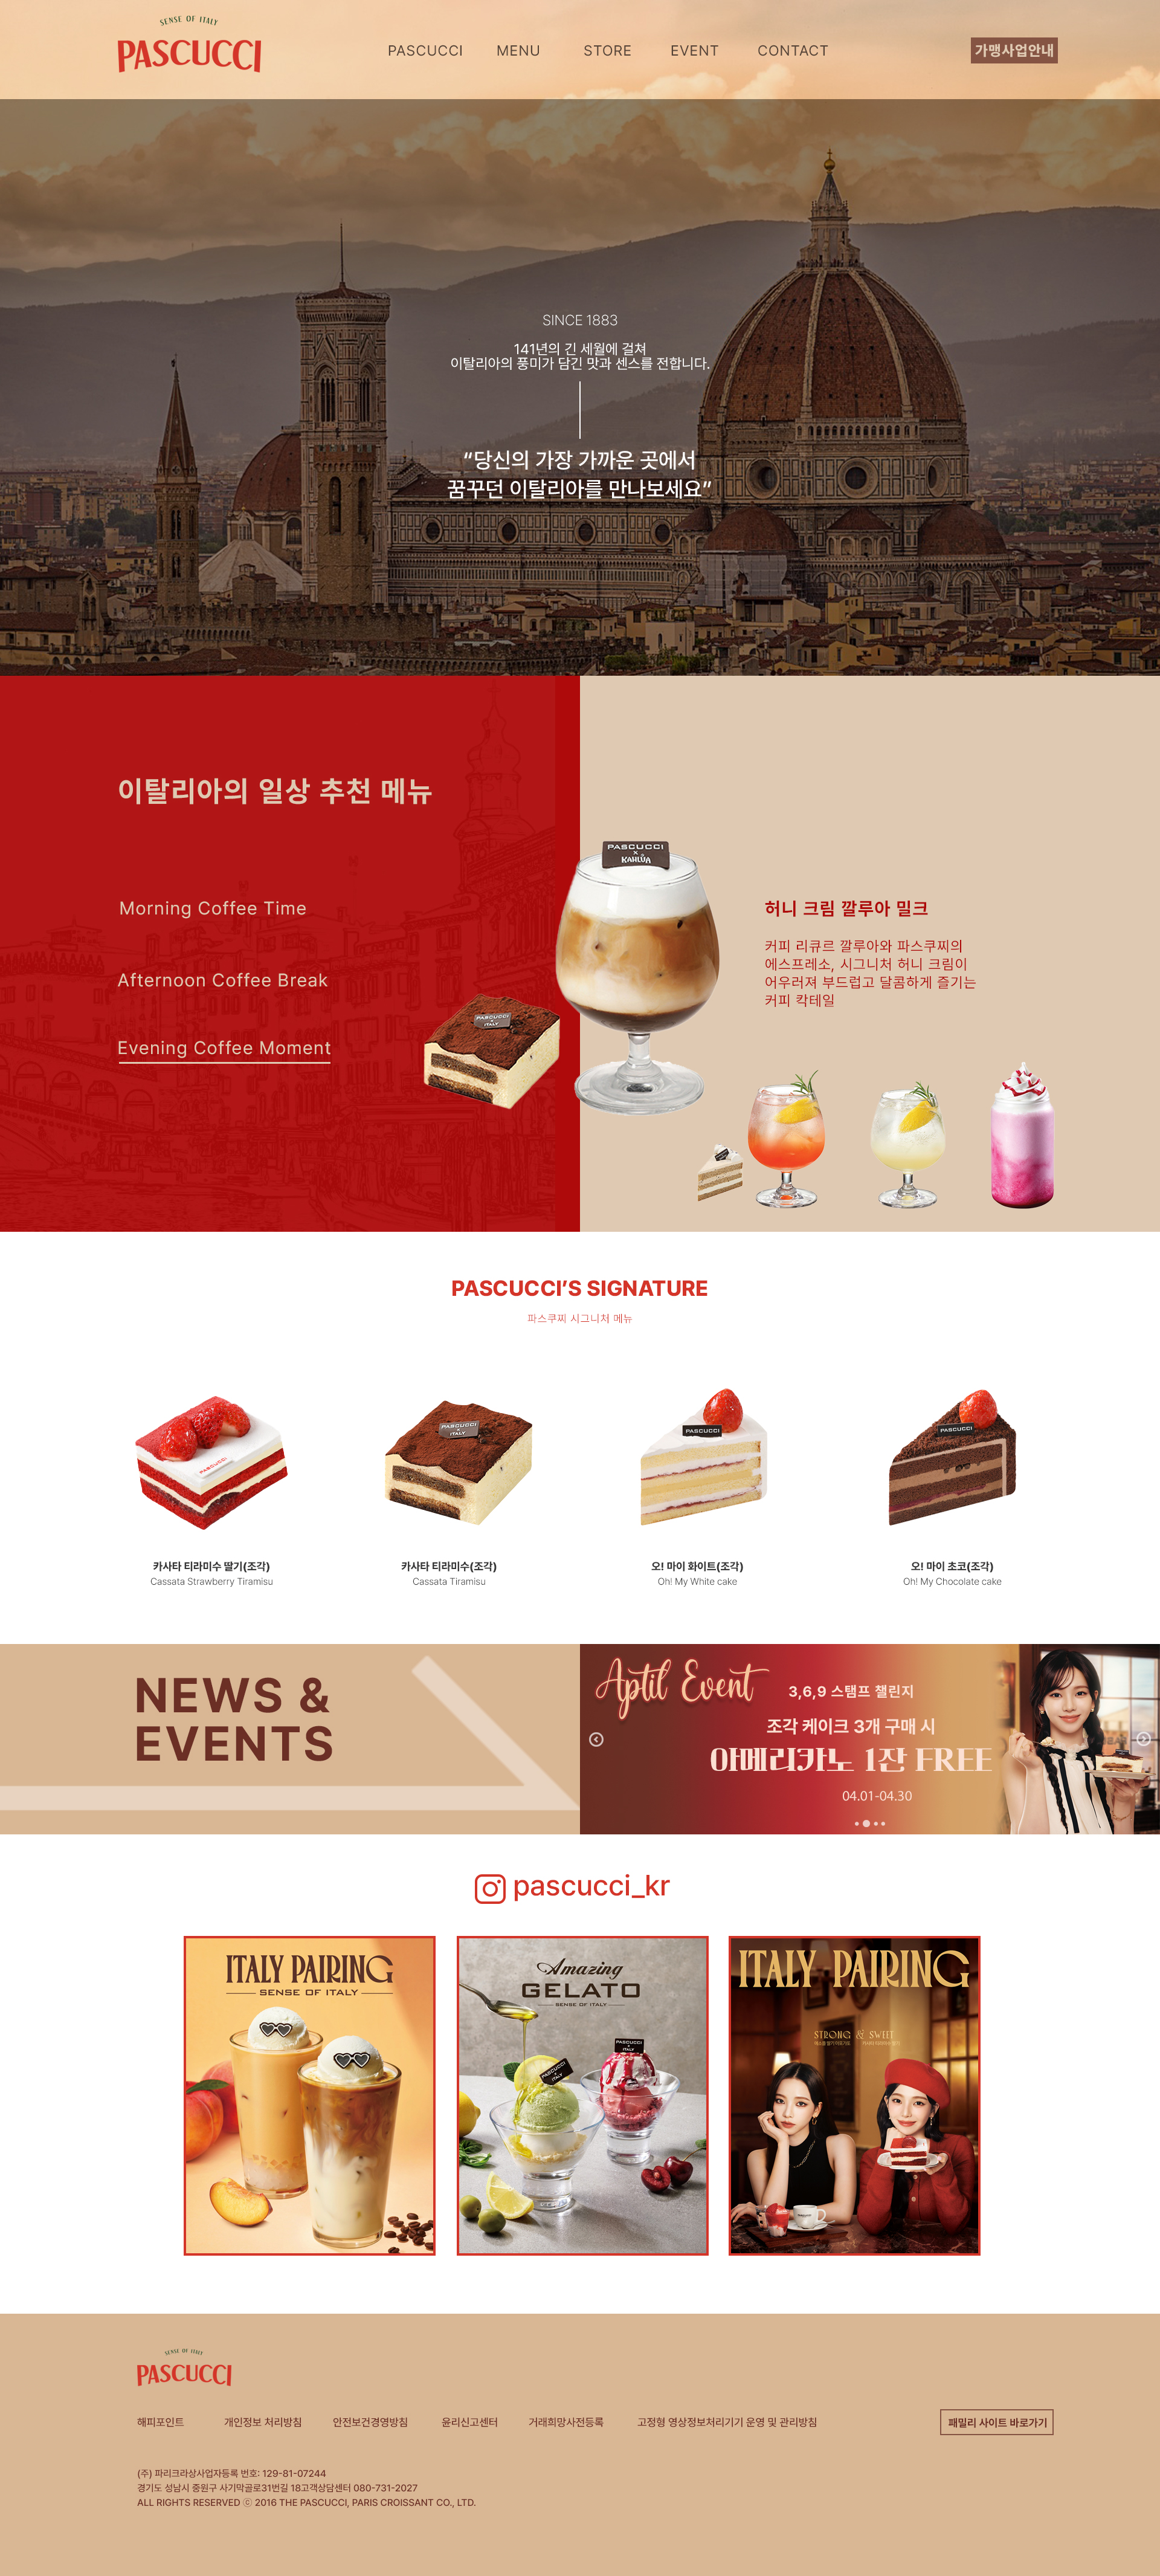 SENSE OF ITALY
PASCUCCI
PASCUCCI MENU STORE EVENT CONTACT
가맹사업안내
SINCE 1883
141년의 긴 세월에 걸쳐
이탈리아의 풍미가 담긴 맛과 센스를 전합니다.
“당신의 가장 가까운 곳에서
꿈꾸던 이탈리아를 만나보세요”
이탈리아의 일상 추천 메뉴
Morning Coffee Time
Afternoon Coffee Break
Evening Coffee Moment
PASCUCCI
X
ITALY
PASCUCCI
X
KAHLÚA
허니 크림 깔루아 밀크
커피 리큐르 깔루아와 파스쿠찌의
에스프레소, 시그니처 허니 크림이
어우러져 부드럽고 달콤하게 즐기는
커피 칵테일
PASCUCCI’S SIGNATURE
파스쿠찌 시그니처 메뉴
PASCUCCI
PASCUCCI
X
ITALY
PASCUCCI
PASCUCCI
카사타 티라미수 딸기(조각)
Cassata Strawberry Tiramisu
카사타 티라미수(조각)
Cassata Tiramisu
오! 마이 화이트(조각)
Oh! My White cake
오! 마이 초코(조각)
Oh! My Chocolate cake
NEWS &
EVENTS
Aptil Event
3,6,9 스탬프 챌린지
조각 케이크 3개 구매 시
아메리카노 1잔 FREE
04.01-04.30
pascucci_kr
ITALY PAIRING
SENSE OF ITALY
Amazing
GELATO
SENSE OF ITALY
PASCUCCI
X
ITALY
PASCUCCI
X
ITALY
ITALY PAIRING
STRONG & SWEET
SENSE OF ITALY
PASCUCCI
해피포인트 개인정보 처리방침 안전보건경영방침 윤리신고센터 거래희망사전등록 고정형 영상정보처리기기 운영 및 관리방침
패밀리 사이트 바로가기
(주) 파리크라상사업자등록 번호: 129-81-07244
경기도 성남시 중원구 사기막골로31번길 18고객상담센터 080-731-2027
ALL RIGHTS RESERVED ⓒ 2016 THE PASCUCCI, PARIS CROISSANT CO., LTD.